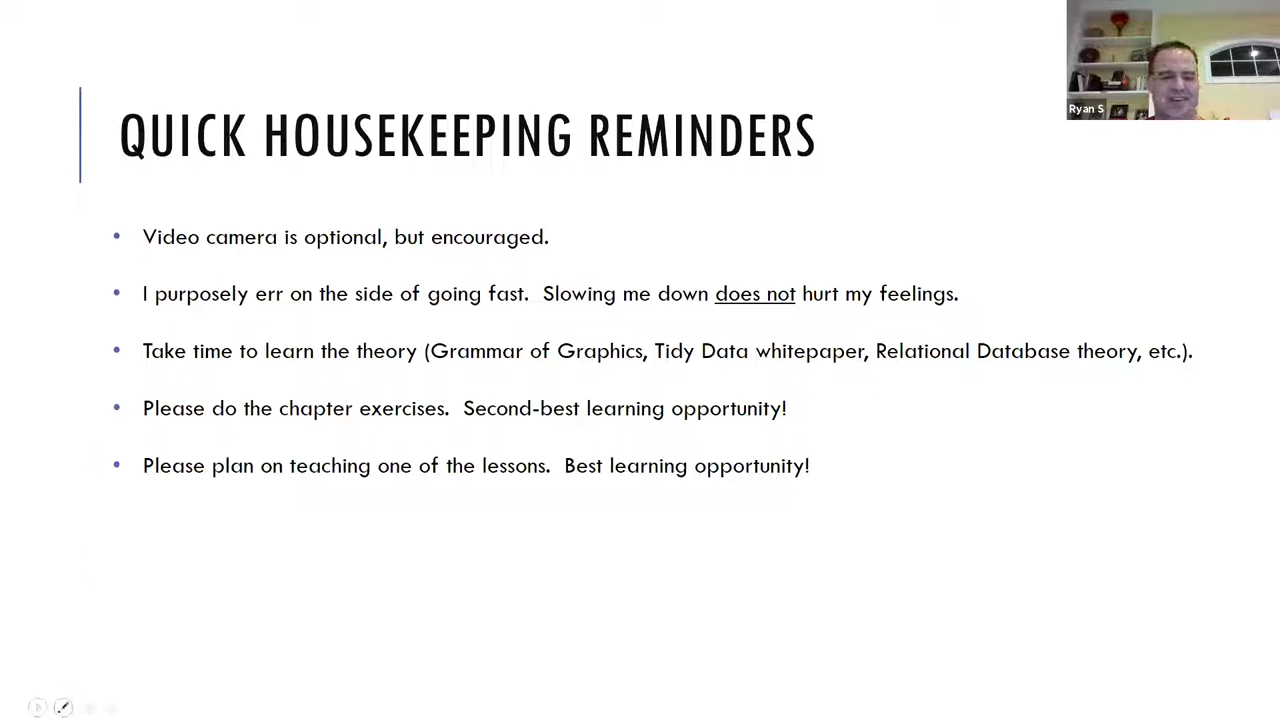 Ryan S
QUICK HOUSEKEEPING REMINDERS
• Video camera is optional, but encouraged.
• I purposely err on the side of going fast. Slowing me down does not hurt my feelings.
• Take time to learn the theory (Grammar of Graphics, Tidy Data whitepaper, Relational Database theory, etc.).
• Please do the chapter exercises. Second-best learning opportunity!
• Please plan on teaching one of the lessons. Best learning opportunity!